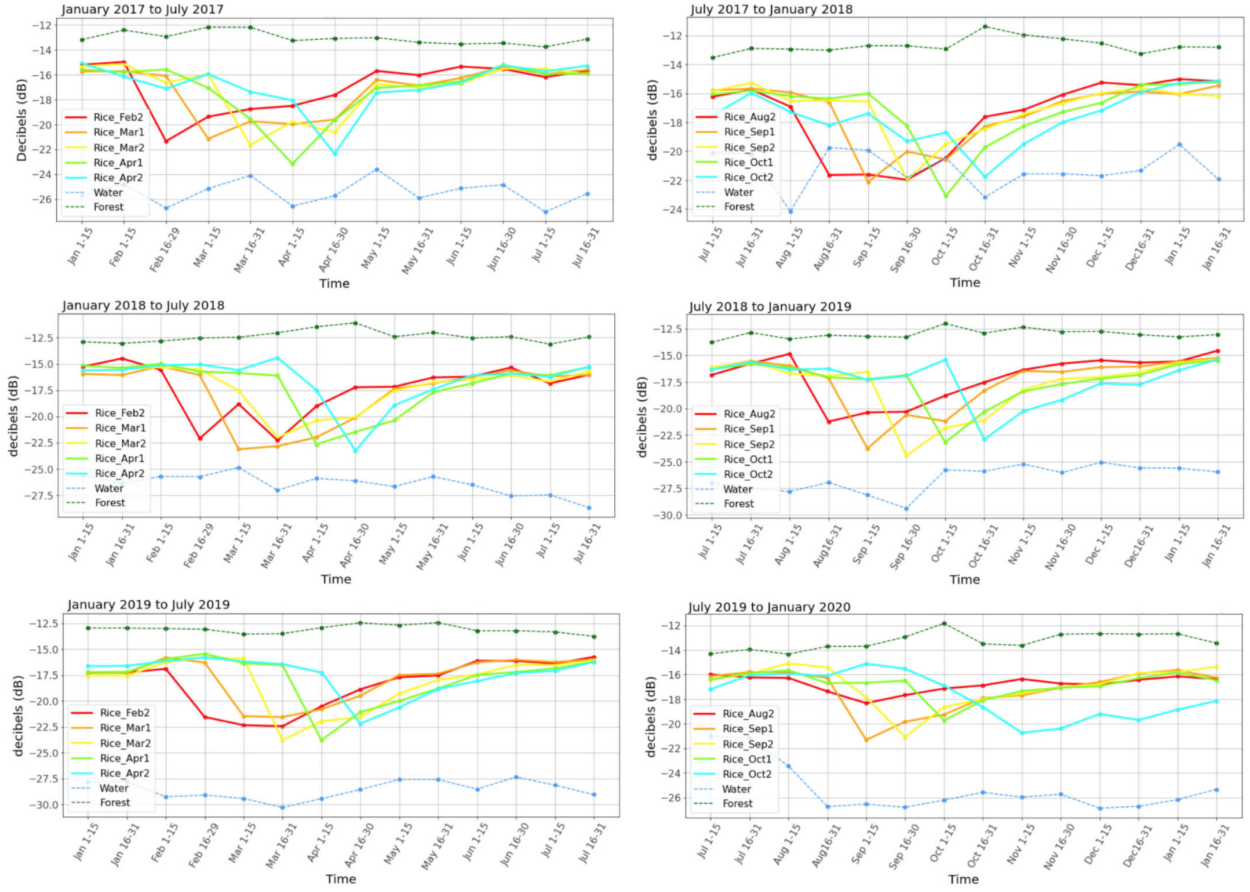 January 2017 to July 2017
Decibels (dB)
−12
−14
−16
−18
−20
−22
−24
−26
Rice_Feb2
Rice_Mar1
Rice_Mar2
Rice_Apr1
Rice_Apr2
Water
Forest
Jan 1-15
Feb 1-15
Feb 16-29
Mar 1-15
Mar 16-31
Apr 1-15
Apr 16-30
May 1-15
May 16-31
Jun 1-15
Jun 16-30
Jul 1-15
Jul 16-31
Time
July 2017 to January 2018
decibels (dB)
−12
−14
−16
−18
−20
−22
−24
Rice_Aug2
Rice_Sep1
Rice_Sep2
Rice_Oct1
Rice_Oct2
Water
Forest
Jul 1-15
Jul 16-31
Aug 1-15
Aug16-31
Sep 1-15
Sep 16-30
Oct 1-15
Oct 16-31
Nov 1-15
Nov 16-30
Dec 1-15
Dec16-31
Jan 1-15
Jan 16-31
Time
January 2018 to July 2018
decibels (dB)
−12.5
−15.0
−17.5
−20.0
−22.5
−25.0
−27.5
Rice_Feb2
Rice_Mar1
Rice_Mar2
Rice_Apr1
Rice_Apr2
Water
Forest
Jan 1-15
Jan 16-31
Feb 1-15
Feb 16-29
Mar 1-15
Mar 16-31
Apr 1-15
Apr 16-30
May 1-15
May 16-31
Jun 1-15
Jun 16-30
Jul 1-15
Jul 16-31
Time
July 2018 to January 2019
decibels (dB)
−12.5
−15.0
−17.5
−20.0
−22.5
−25.0
−27.5
−30.0
Rice_Aug2
Rice_Sep1
Rice_Sep2
Rice_Oct1
Rice_Oct2
Water
Forest
Jul 1-15
Jul 16-31
Aug 1-15
Aug16-31
Sep 1-15
Sep 16-30
Oct 1-15
Oct 16-31
Nov 1-15
Nov 16-30
Dec 1-15
Dec16-31
Jan 1-15
Jan 16-31
Time
January 2019 to July 2019
decibels (dB)
−12.5
−15.0
−17.5
−20.0
−22.5
−25.0
−27.5
−30.0
Rice_Feb2
Rice_Mar1
Rice_Mar2
Rice_Apr1
Rice_Apr2
Water
Forest
Jan 1-15
Jan 16-31
Feb 1-15
Feb 16-29
Mar 1-15
Mar 16-31
Apr 1-15
Apr 16-30
May 1-15
May 16-31
Jun 1-15
Jun 16-30
Jul 1-15
Jul 16-31
Time
July 2019 to January 2020
decibels (dB)
−12
−14
−16
−18
−20
−22
−24
−26
Rice_Aug2
Rice_Sep1
Rice_Sep2
Rice_Oct1
Rice_Oct2
Water
Forest
Jul 1-15
Jul 16-31
Aug 1-15
Aug16-31
Sep 1-15
Sep 16-30
Oct 1-15
Oct 16-31
Nov 1-15
Nov 16-30
Dec 1-15
Dec16-31
Jan 1-15
Jan 16-31
Time